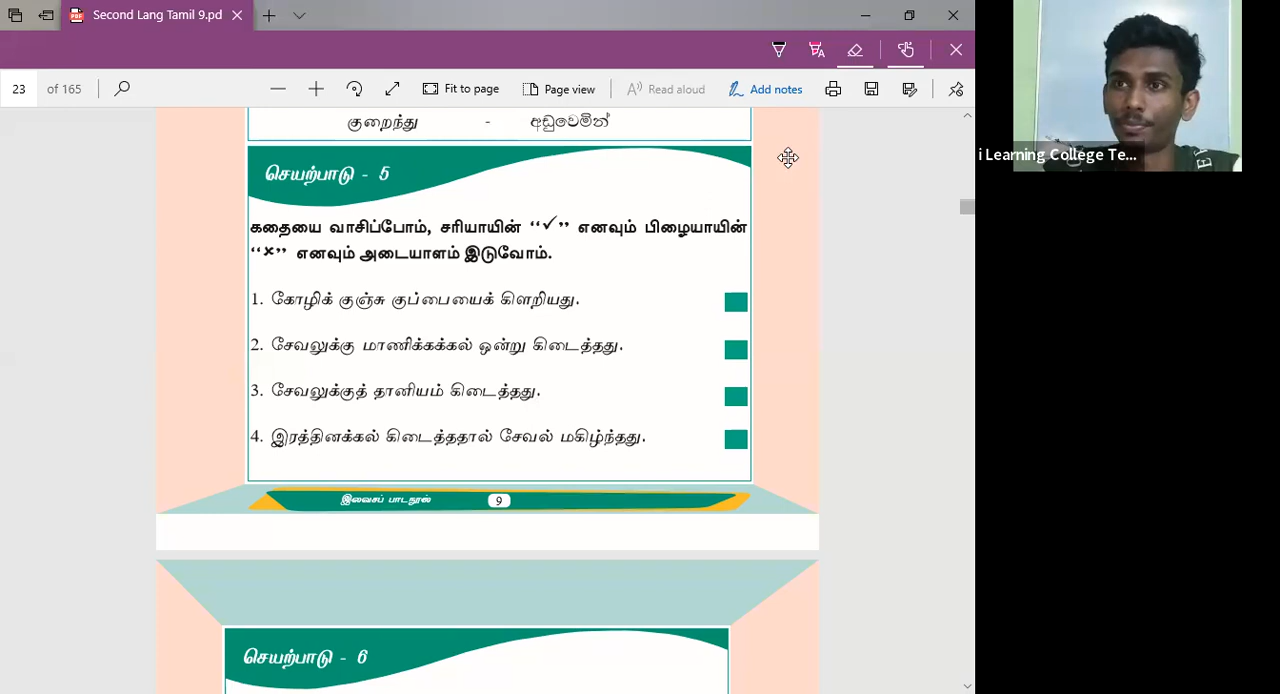 Second Lang Tamil 9.pd
23 of 165 Fit to page Page view Read aloud Add notes
குறைந்து - අඩුවෙමින්
செயற்பாடு - 5
i Learning College Te...
கதையை வாசிப்போம், சரியாயின் “✓” எனவும் பிழையாயின்
“×” எனவும் அடையாளம் இடுவோம்.
1. கோழிக் குஞ்சு குப்பையைக் கிளறியது.
2. சேவலுக்கு மாணிக்கக்கல் ஒன்று கிடைத்தது.
3. சேவலுக்குத் தானியம் கிடைத்தது.
4. இரத்தினக்கல் கிடைத்ததால் சேவல் மகிழ்ந்தது.
இலவசப் பாடநூல் 9
செயற்பாடு - 6